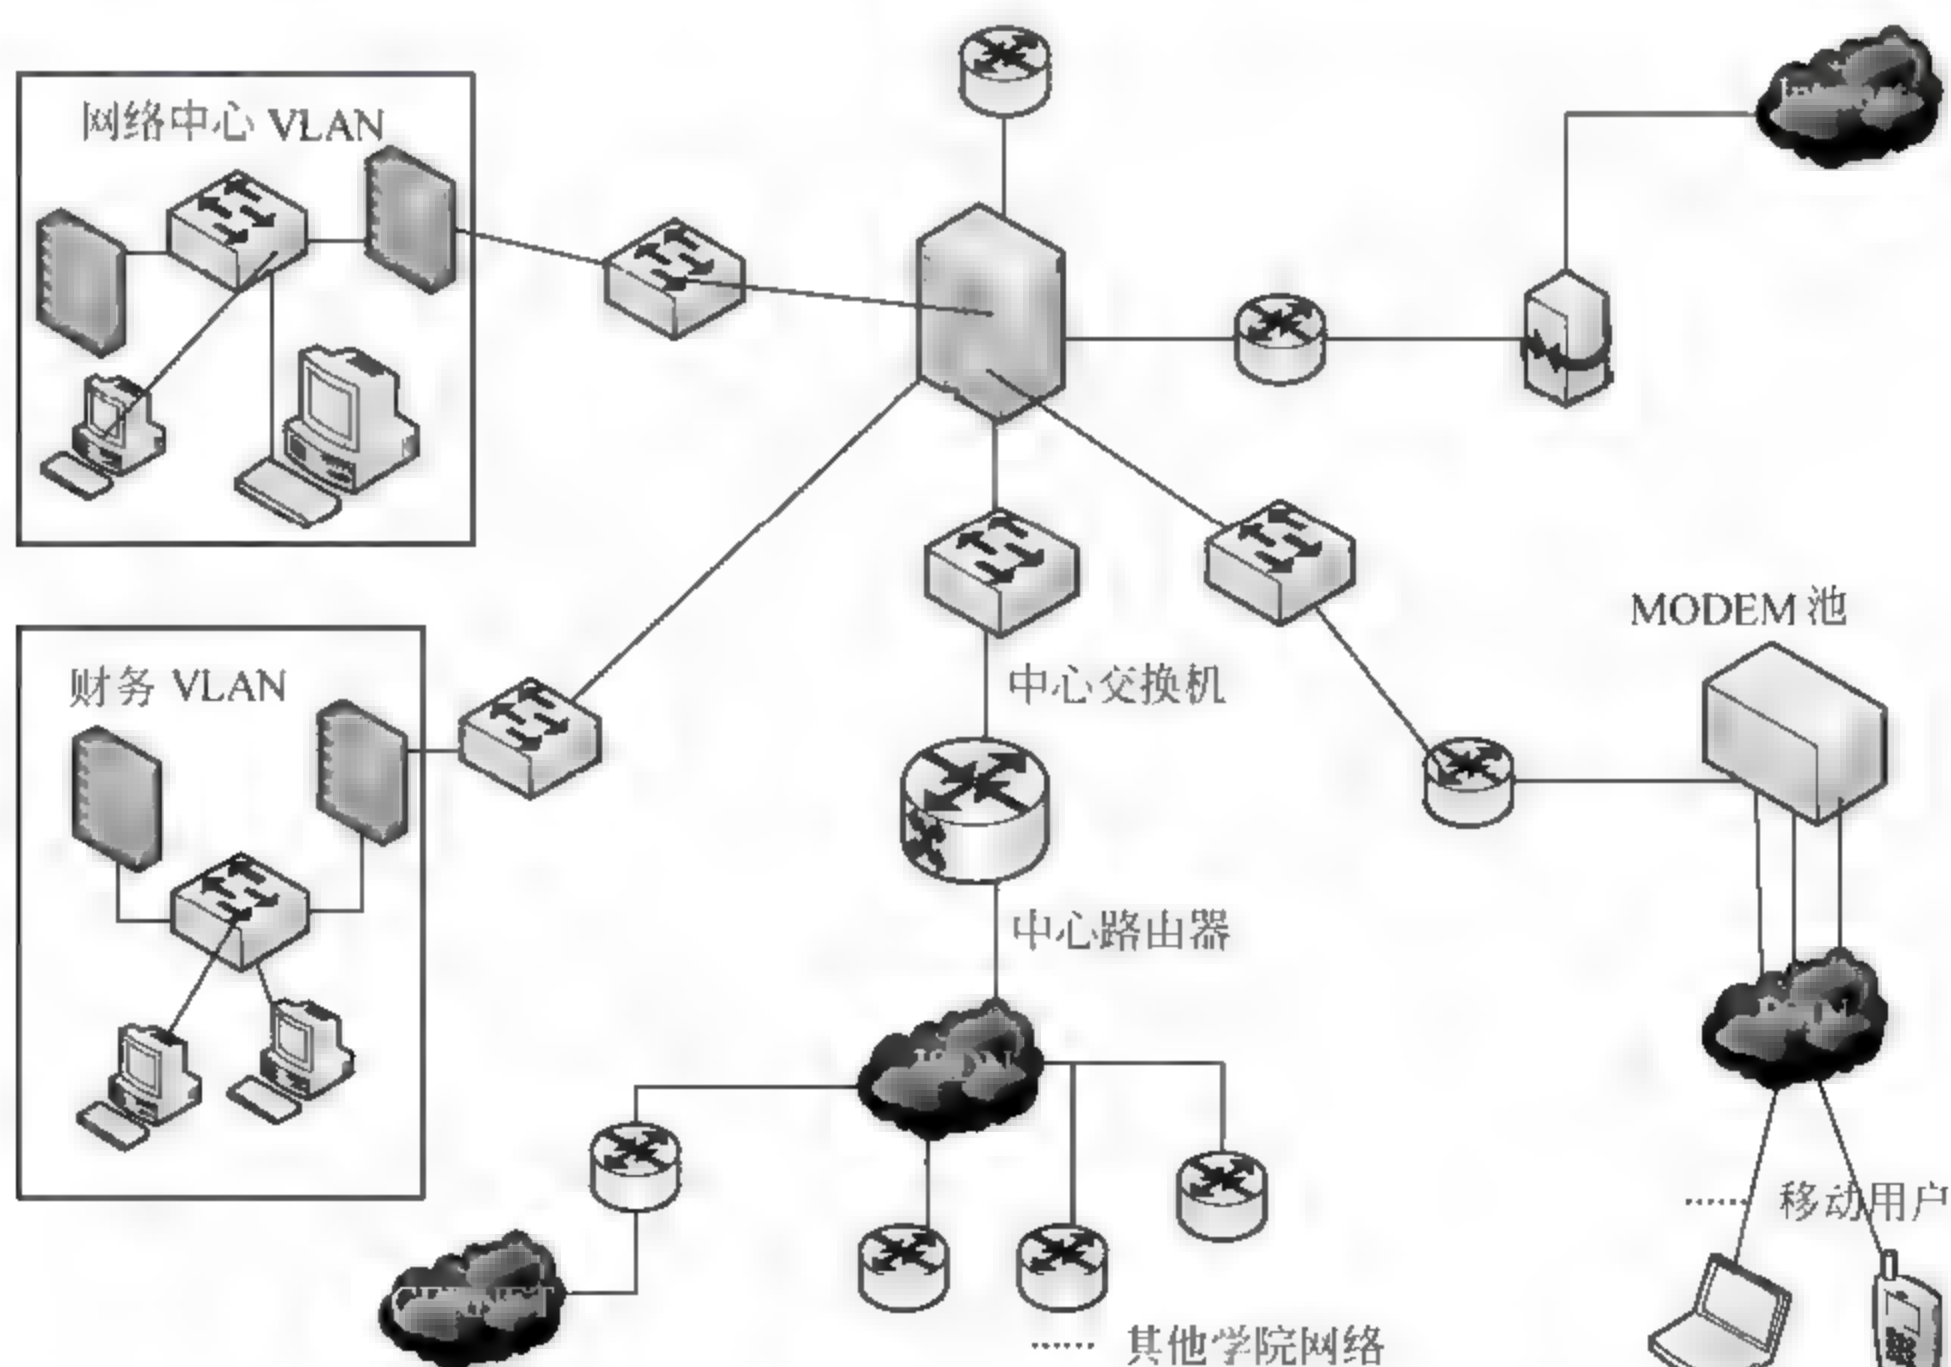 网络中心 VLAN
MODEM 池
财务 VLAN
中心交换机
中心路由器
移动用户
其他学院网络